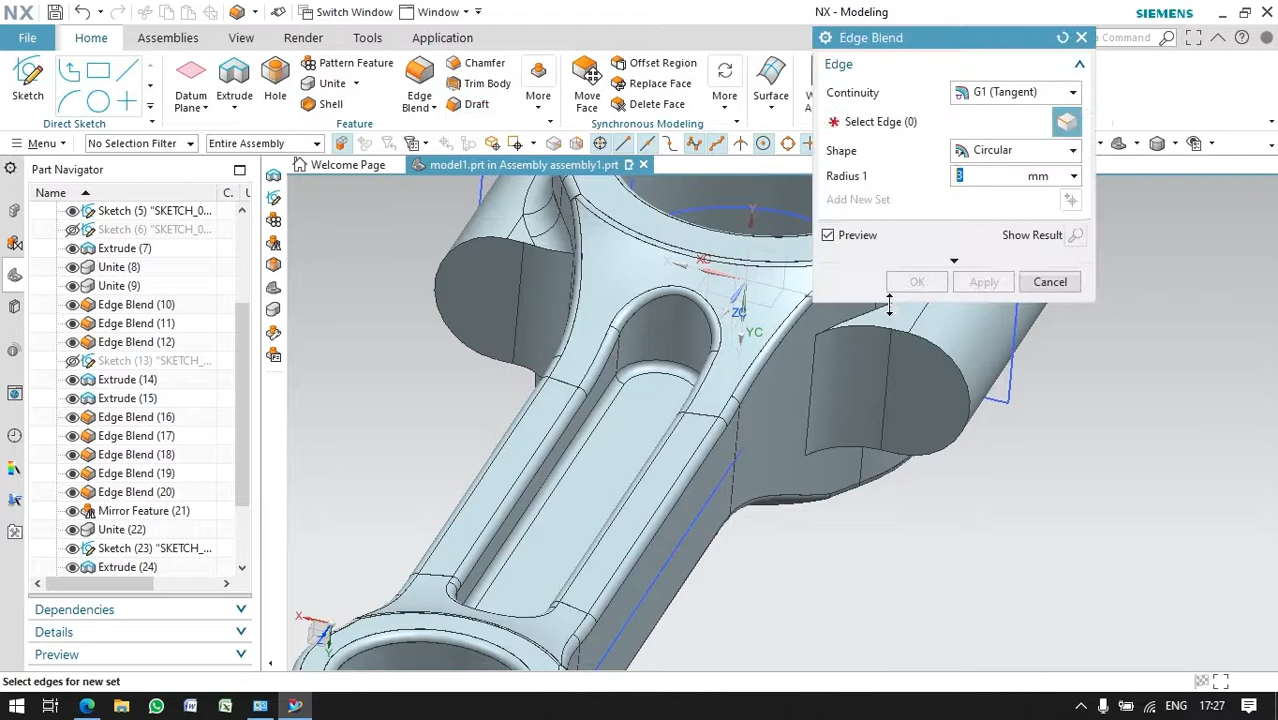 NX
Switch Window
Window
NX - Modeling
SIEMENS
File
Home
Assemblies
View
Render
Tools
Application
Edge Blend
Command
Sketch
Direct Sketch
Datum
Plane
Extrude
Hole
Pattern Feature
Unite
Shell
Feature
Edge
Blend
Chamfer
Trim Body
Draft
More
Move
Face
Offset Region
Replace Face
Delete Face
Synchronous Modeling
More
Surface
Edge
Continuity
G1 (Tangent)
Select Edge (0)
Shape
Circular
Radius 1
3
mm
Add New Set
Preview
Show Result
OK
Apply
Cancel
Menu
No Selection Filter
Entire Assembly
Part Navigator
Welcome Page
model1.prt in Assembly assembly1.prt
Name
C.
Sketch (5) "SKETCH_0...
Sketch (6) "SKETCH_0...
Extrude (7)
Unite (8)
Unite (9)
Edge Blend (10)
Edge Blend (11)
Edge Blend (12)
Sketch (13) "SKETCH_...
Extrude (14)
Extrude (15)
Edge Blend (16)
Edge Blend (17)
Edge Blend (18)
Edge Blend (19)
Edge Blend (20)
Mirror Feature (21)
Unite (22)
Sketch (23) "SKETCH_...
Extrude (24)
Dependencies
Details
Preview
Y
X
XC
ZC
YC
X
Z
Select edges for new set
ENG
17:27